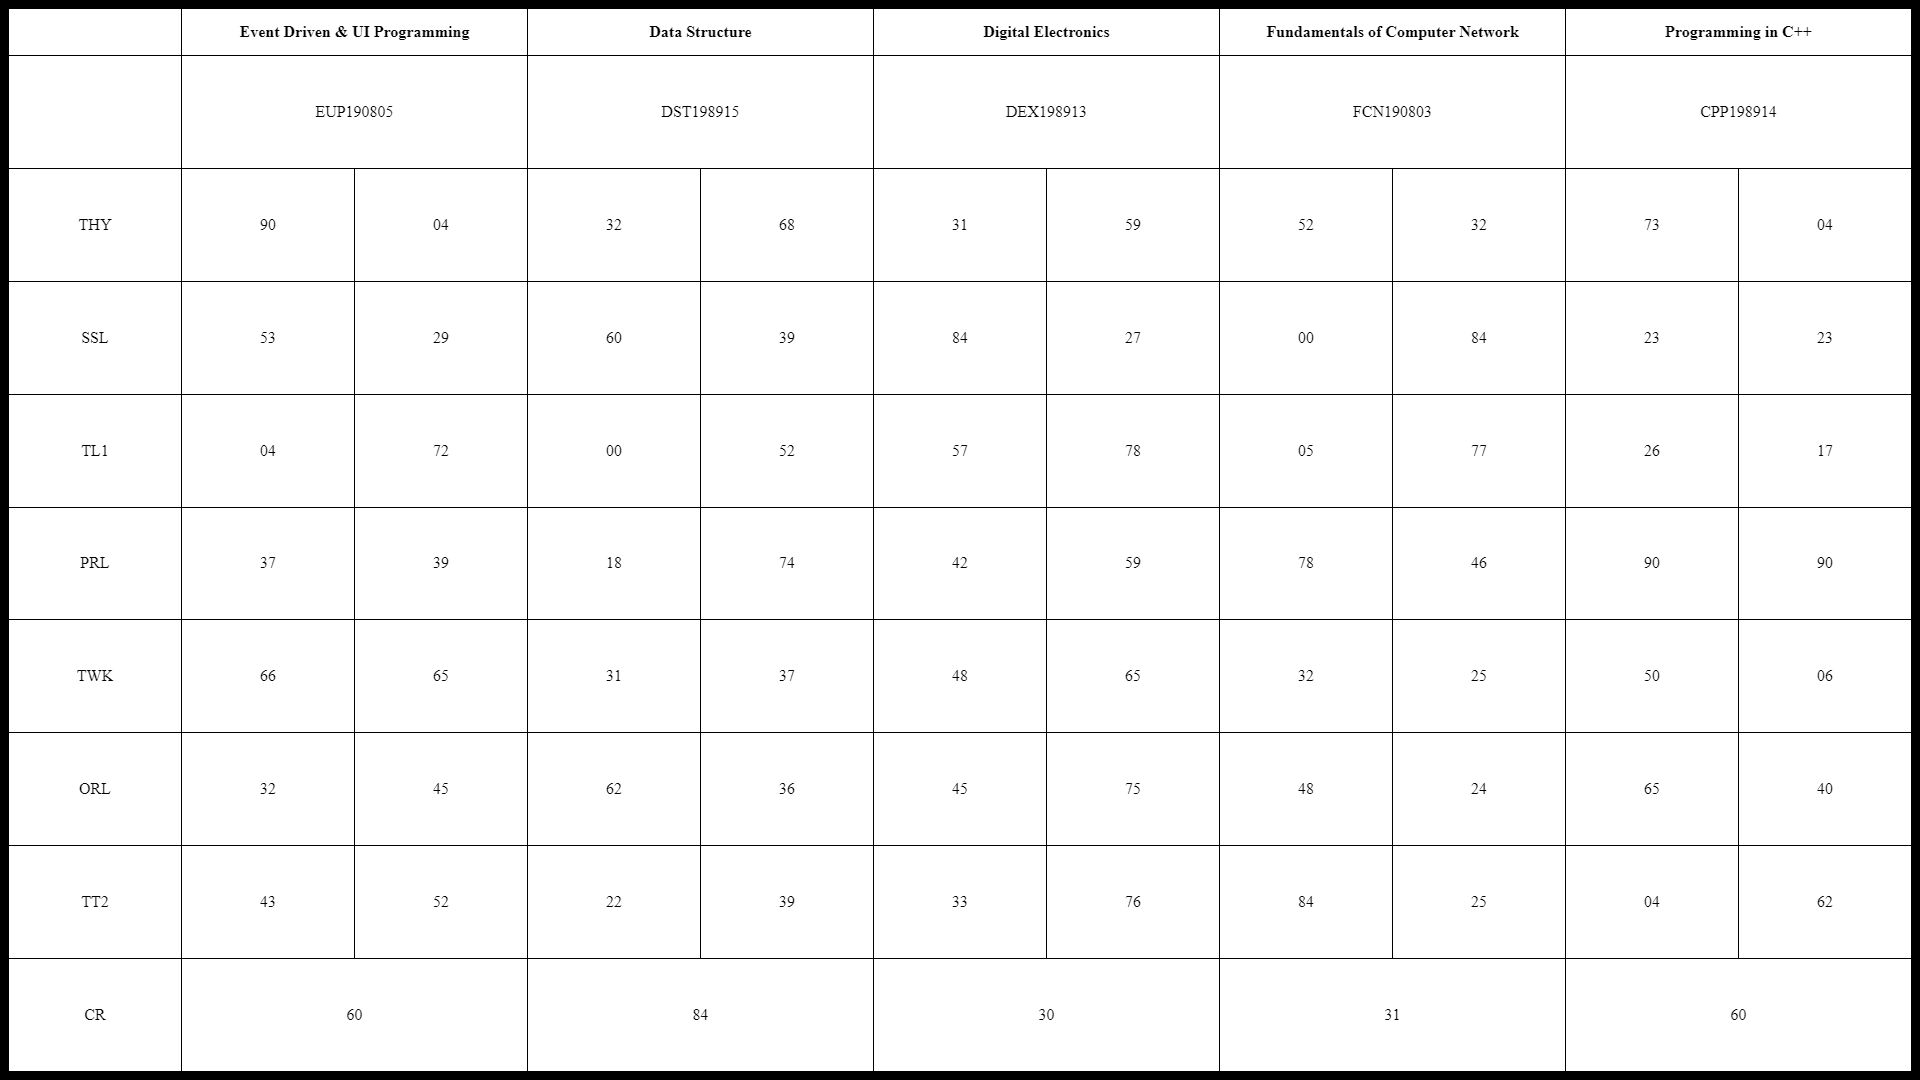 Event Driven & UI Programming Data Structure Digital Electronics Fundamentals of Computer Network Programming in C++
EUP190805 DST198915 DEX198913 FCN190803 CPP198914
THY 90 04 32 68 31 59 52 32 73 04
SSL 53 29 60 39 84 27 00 84 23 23
TL1 04 72 00 52 57 78 05 77 26 17
PRL 37 39 18 74 42 59 78 46 90 90
TWK 66 65 31 37 48 65 32 25 50 06
ORL 32 45 62 36 45 75 48 24 65 40
TT2 43 52 22 39 33 76 84 25 04 62
CR 60 84 30 31 60